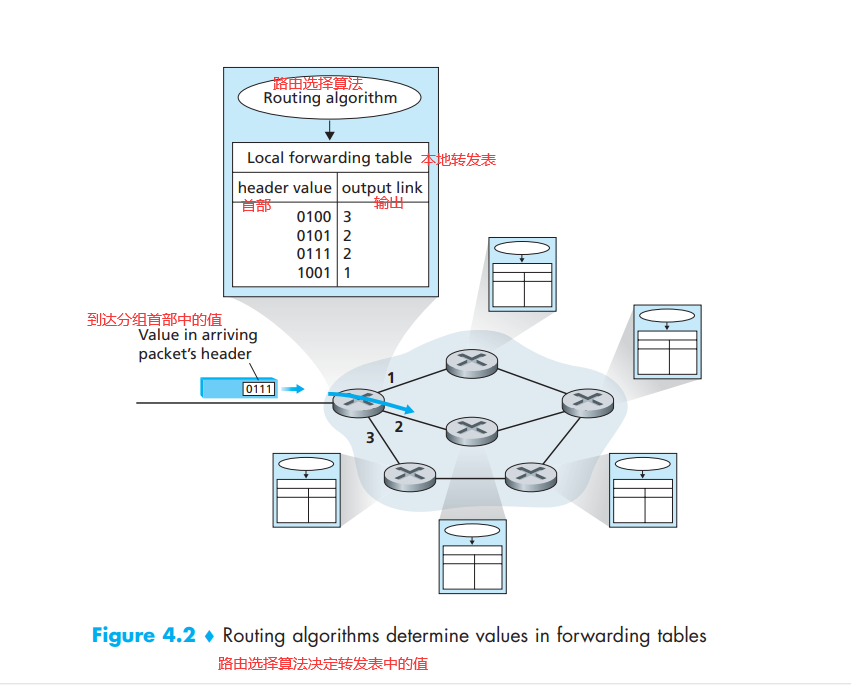 路由选择算法
Routing algorithm
Local forwarding table 本地转发表
header value output link
首部 输出
0100 3
0101 2
0111 2
1001 1
到达分组首部中的值
Value in arriving
packet's header
0111
1
2
3
Figure 4.2 ♦ Routing algorithms determine values in forwarding tables
路由选择算法决定转发表中的值